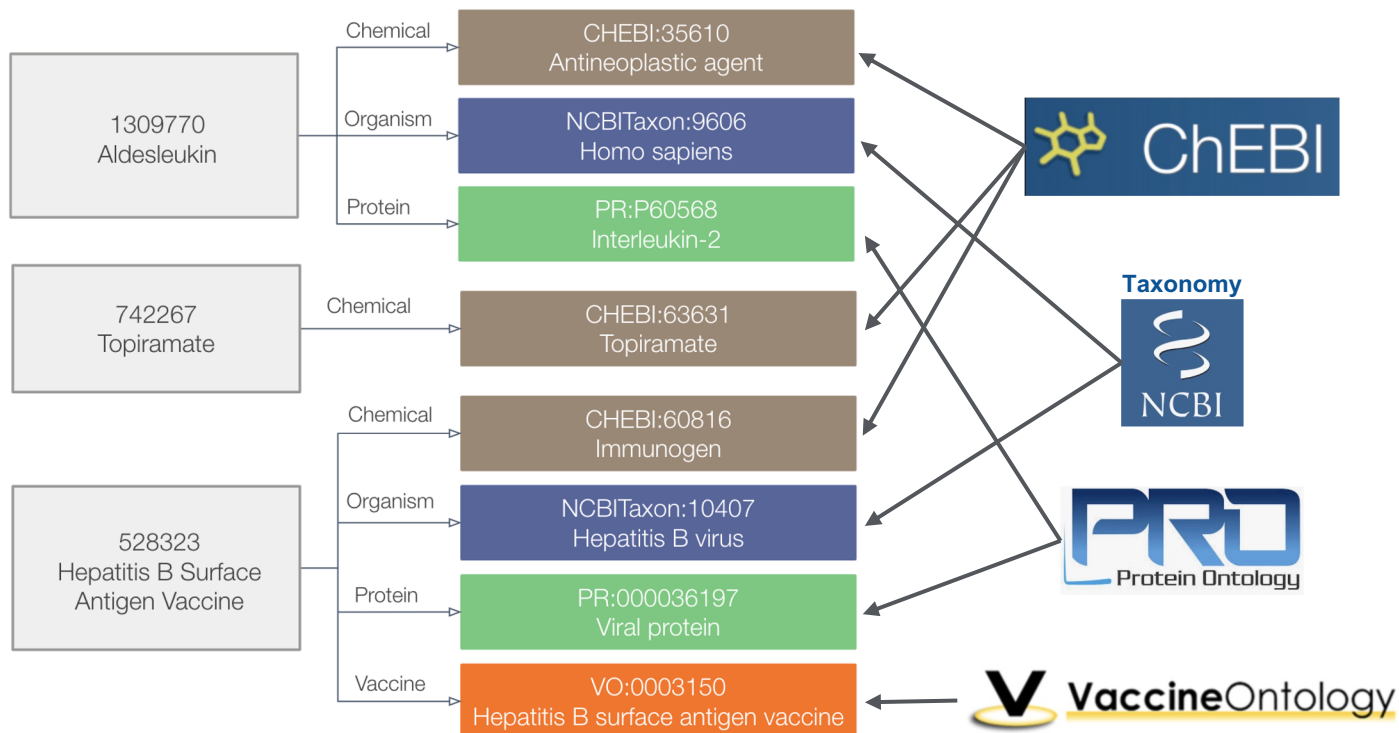 1309770
Aldesleukin
Chemical
CHEBI:35610
Antineoplastic agent
Organism
NCBITaxon:9606
Homo sapiens
Protein
PR:P60568
Interleukin-2
742267
Topiramate
Chemical
CHEBI:63631
Topiramate
528323
Hepatitis B Surface
Antigen Vaccine
Chemical
CHEBI:60816
Immunogen
Organism
NCBITaxon:10407
Hepatitis B virus
Protein
PR:000036197
Viral protein
Vaccine
VO:0003150
Hepatitis B surface antigen vaccine
ChEBI
Taxonomy
NCBI
PRO
Protein Ontology
V VaccineOntology